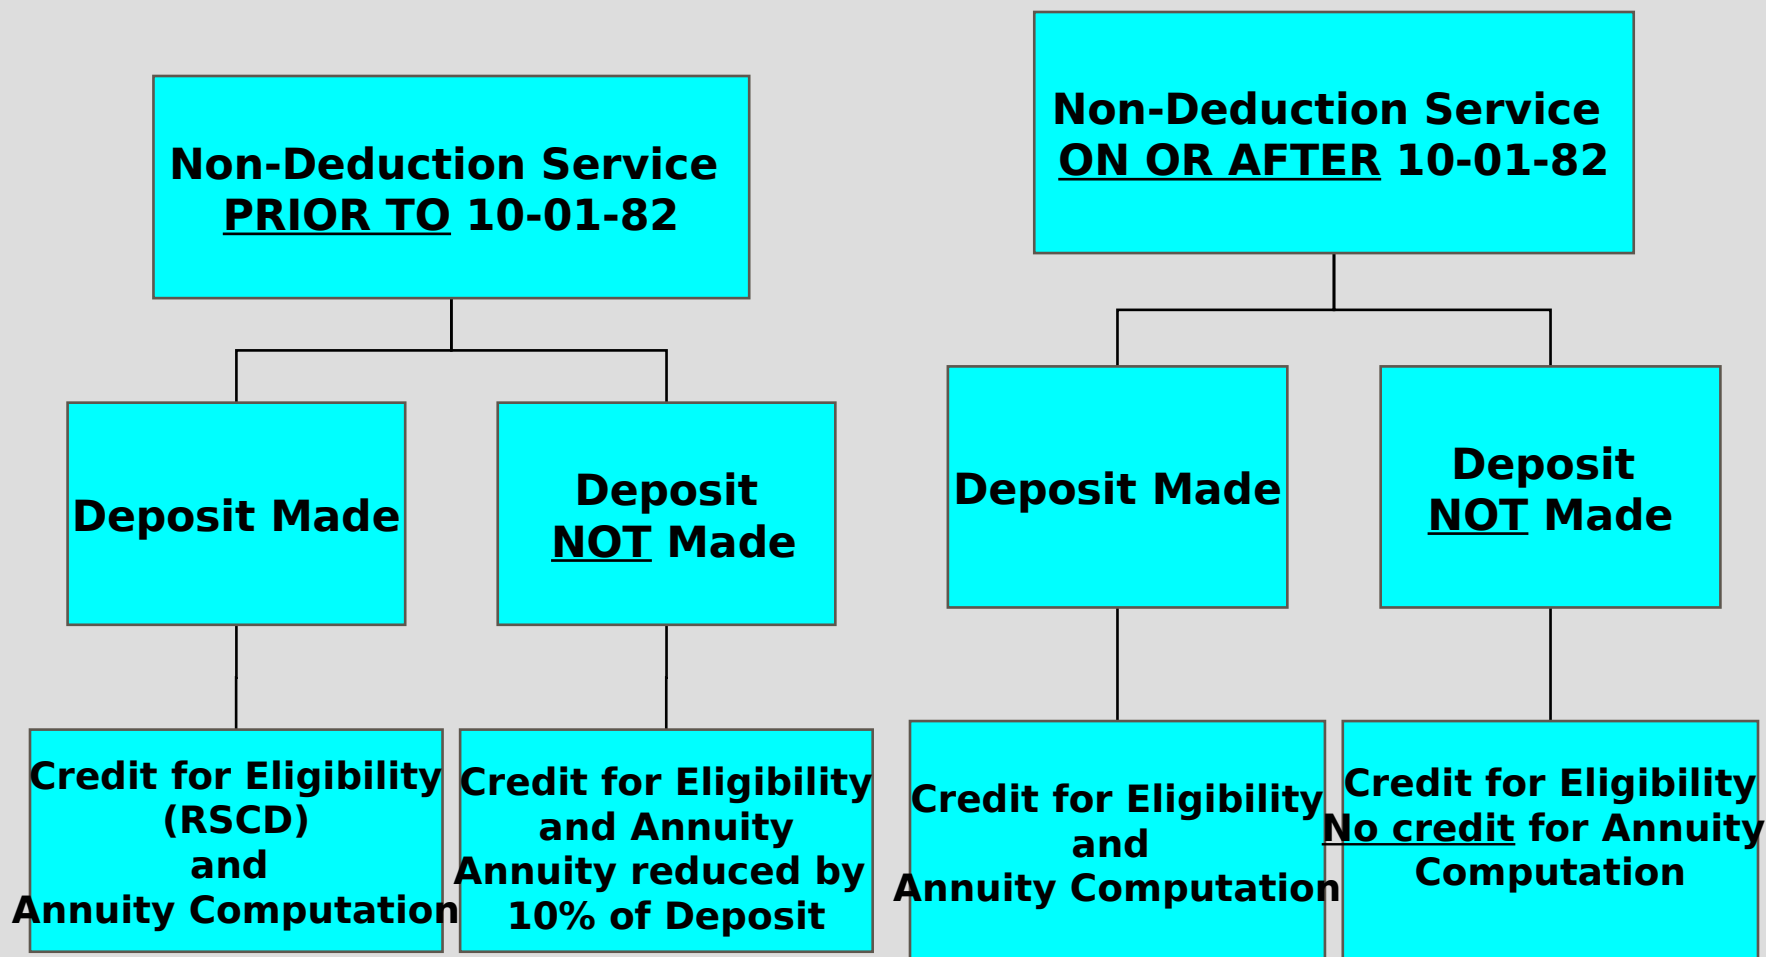 Non-Deduction Service
PRIOR TO 10-01-82
Deposit Made
Deposit
NOT Made
Credit for Eligibility
(RSCD)
and
Annuity Computation
Credit for Eligibility
and Annuity
Annuity reduced by
10% of Deposit
Non-Deduction Service
ON OR AFTER 10-01-82
Deposit Made
Deposit
NOT Made
Credit for Eligibility
and
Annuity Computation
Credit for Eligibility
No credit for Annuity
Computation